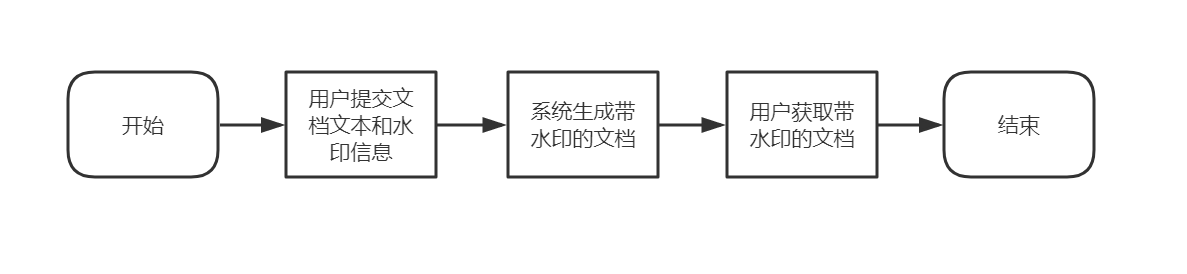 开始
用户提交文
档文本和水
印信息
系统生成带
水印的文档
用户获取带
水印的文档
结束